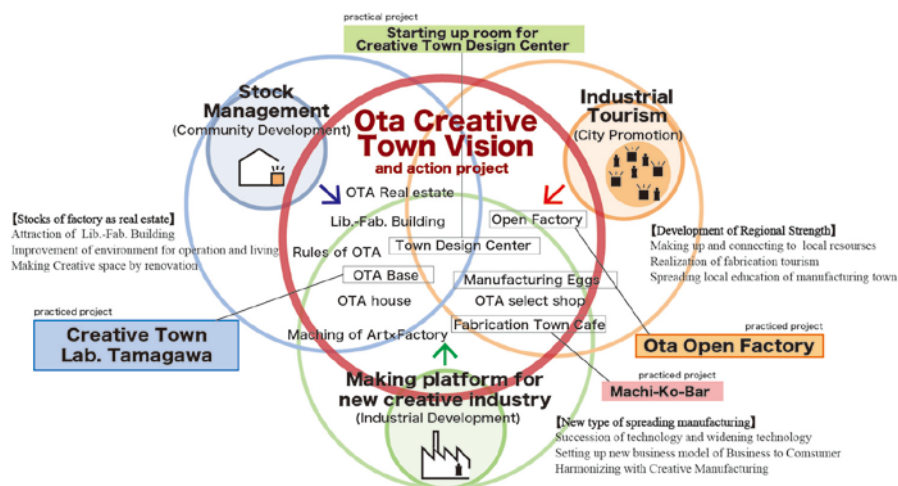 practical project
Starting up room for
Creative Town Design Center
Stock
Management
(Community Development)
Industrial
Tourism
(City Promotion)
Ota Creative
Town Vision
and action project
OTA Real estate
Lib.-Fab. Building
Open Factory
Rules of OTA
Town Design Center
OTA Base
Manufacturing Eggs
OTA house
OTA select shop
Maching of Art×Factory
Fabrication Town Cafe
【Stocks of factory as real estate】
Attraction of Lib.-Fab. Building
Improvement of environment for operation and living
Making Creative space by renovation
【Development of Regional Strength】
Making up and connecting to local resourses
Realization of fabrication tourism
Spreading local education of manufacturing town
practiced project
Creative Town
Lab. Tamagawa
practiced project
Ota Open Factory
practiced project
Machi-Ko-Bar
Making platform for
new creative industry
(Industrial Development)
【New type of spreading manufacturing】
Succession of technology and widening technology
Setting up new business model of Business to Comsumer
Harmonizing with Creative Manufacturing